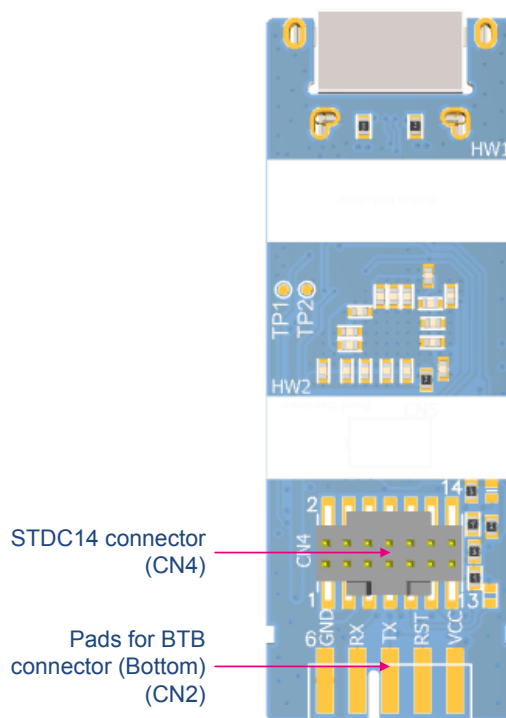 HW1
TP1
TP2
HW2
14
2
CN4
1
13
STDC14 connector
(CN4)
6
GND
RX
TX
RST
VCC
Pads for BTB
connector (Bottom)
(CN2)